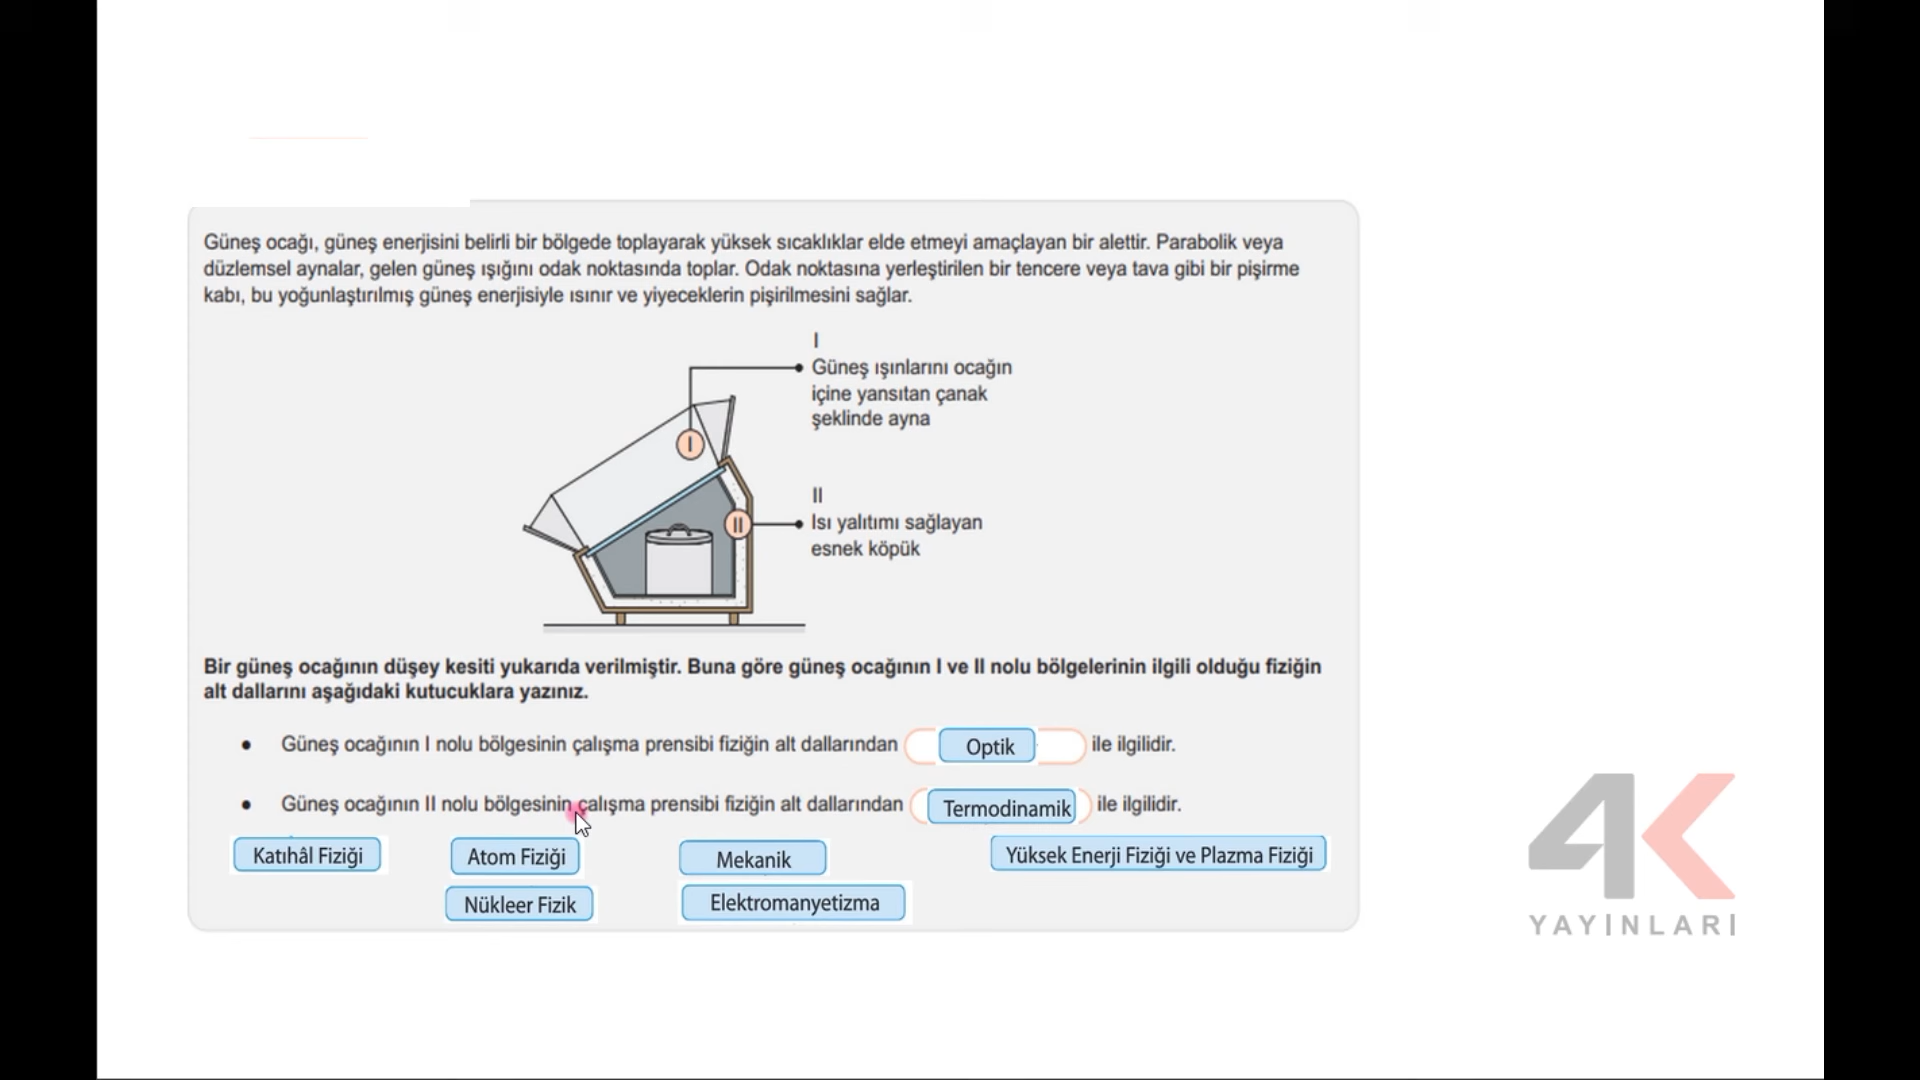 Güneş ocağı, güneş enerjisini belirli bir bölgede toplayarak yüksek sıcaklıklar elde etmeyi amaçlayan bir alettir. Parabolik veya
düzlemsel aynalar, gelen güneş ışığını odak noktasında toplar. Odak noktasına yerleştirilen bir tencere veya tava gibi bir pişirme
kabı, bu yoğunlaştırılmış güneş enerjisiyle ısınır ve yiyeceklerin pişirilmesini sağlar.
I
Güneş ışınlarını ocağın
içine yansıtan çanak
şeklinde ayna
I
II
Isı yalıtımı sağlayan
esnek köpük
II
Bir güneş ocağının düşey kesiti yukarıda verilmiştir. Buna göre güneş ocağının I ve II nolu bölgelerinin ilgili olduğu fiziğin
alt dallarını aşağıdaki kutucuklara yazınız.
• Güneş ocağının I nolu bölgesinin çalışma prensibi fiziğin alt dallarından Optik ile ilgilidir.
• Güneş ocağının II nolu bölgesinin çalışma prensibi fiziğin alt dallarından Termodinamik ile ilgilidir.
Katıhâl Fiziği Atom Fiziği Mekanik Yüksek Enerji Fiziği ve Plazma Fiziği
Nükleer Fizik Elektromanyetizma
4K
YAYINLARI